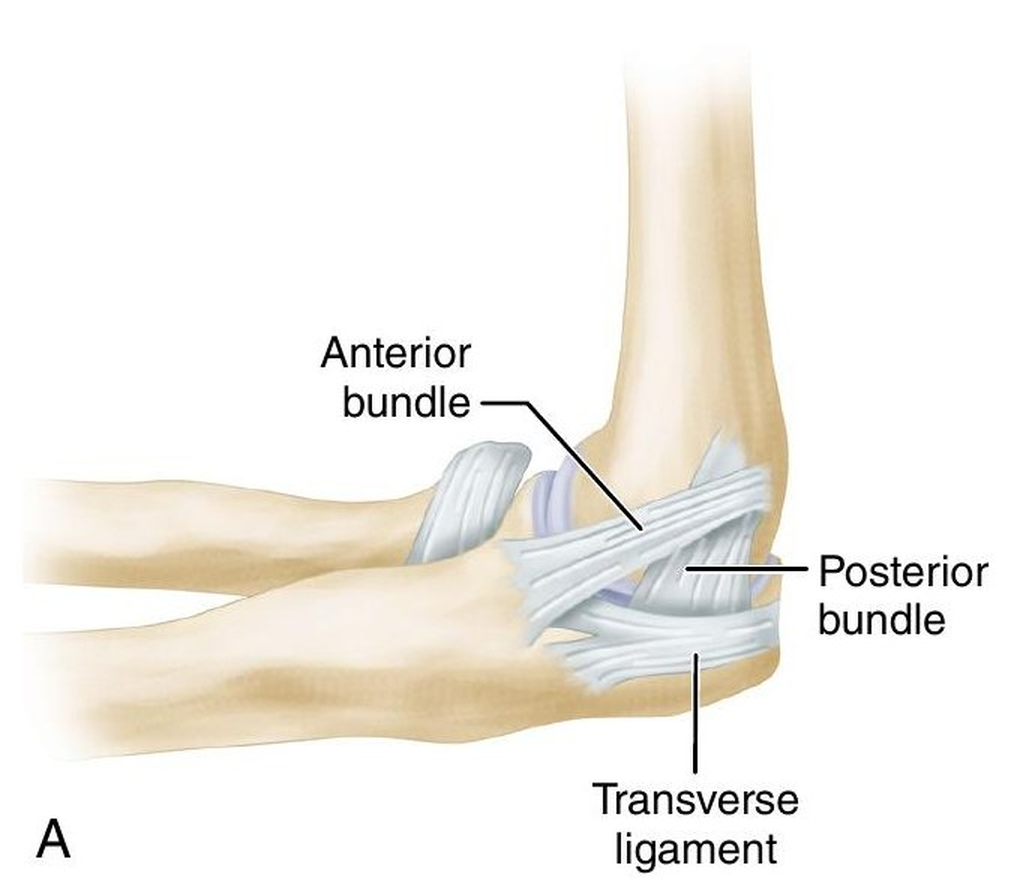 Anterior
bundle
Posterior
bundle
Transverse
ligament
A